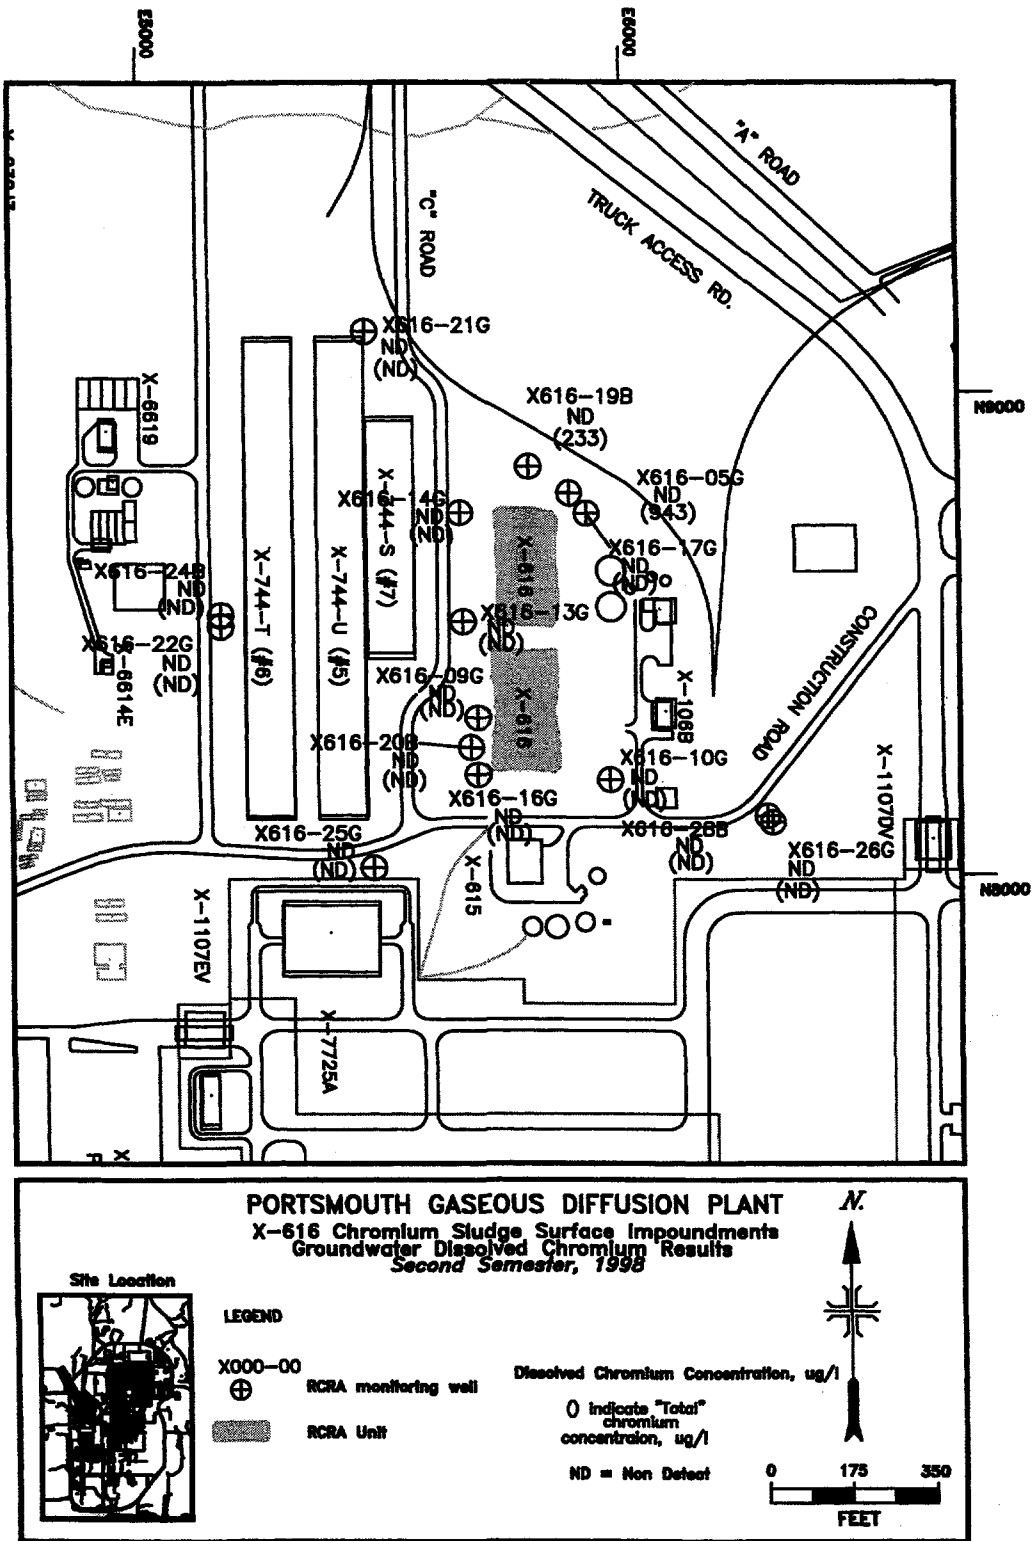 E5000
E6000
"A" ROAD
TRUCK ACCESS RD.
"C" ROAD
X616-21G
ND
(ND)
X-6619
X616-19B
ND
(233)
N9000
X616-05G
ND
(943)
X616-14G
ND
(ND)
X-744-S (#7)
X-616
X616-17G
ND
(ND)
X-744-T (#6)
X-744-U (#5)
X616-24B
ND
(ND)
X616-13G
ND
(ND)
CONSTRUCTION ROAD
X616-22G
ND
(ND)
X-6614E
X616-09G
ND
(ND)
X-616
X-106B
X616-20B
ND
(ND)
X616-10G
ND
(ND)
X-1107DV
X616-16G
ND
(ND)
X616-25G
ND
(ND)
X616-28B
ND
(ND)
X616-26G
ND
(ND)
N8000
X-615
X-1107EV
X-7725A
X
PORTSMOUTH GASEOUS DIFFUSION PLANT
X-616 Chromium Sludge Surface Impoundments
Groundwater Dissolved Chromium Results
Second Semester, 1998
N.
Site Location
LEGEND
X000-00
RCRA monitoring well
RCRA Unit
Dissolved Chromium Concentration, ug/l
() indicate "Total"
chromium
concentraion, ug/l
ND = Non Detect
0 175 350
FEET